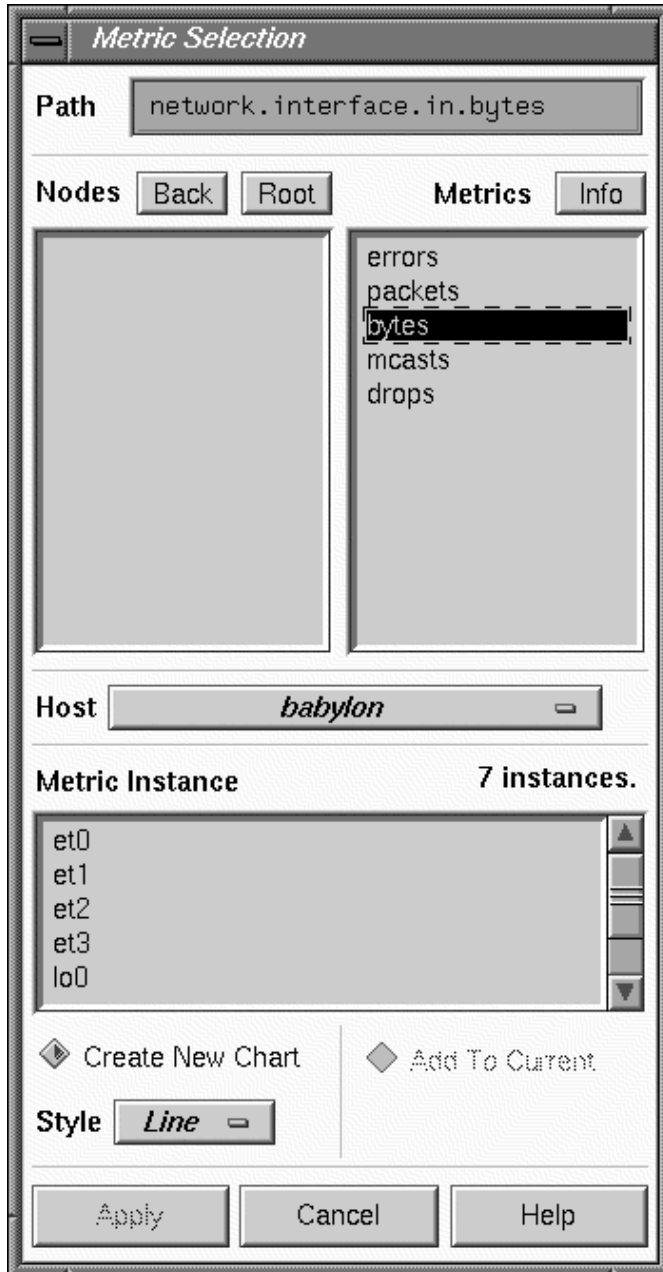 Metric Selection
Path network.interface.in.bytes
Nodes Back Root Metrics Info
errors
packets
bytes
mcasts
drops
Host babylon
Metric Instance 7 instances.
et0
et1
et2
et3
lo0
Create New Chart Add To Current
Style Line
Apply Cancel Help